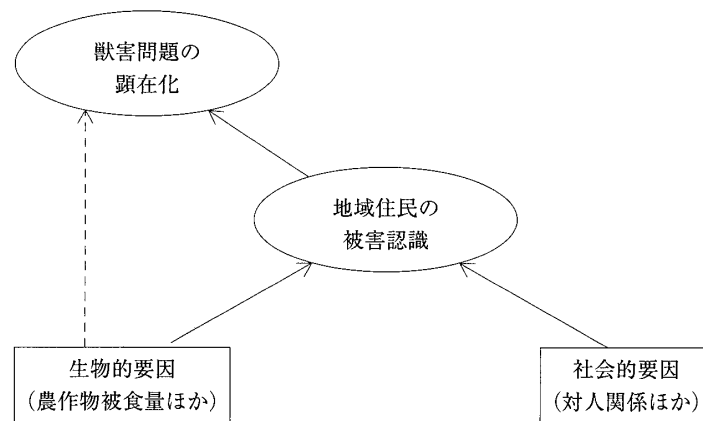 獣害問題の
顕在化
地域住民の
被害認識
生物的要因
(農作物被食量ほか)
社会的要因
(対人関係ほか)